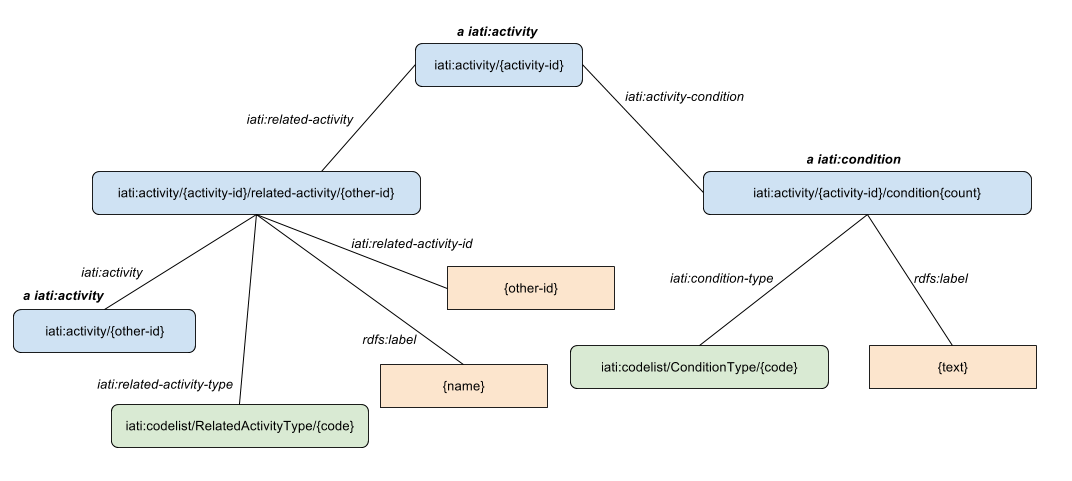 a iati:activity
iati:activity/{activity-id}
iati:activity-condition
iati:related-activity
a iati:condition
iati:activity/{activity-id}/related-activity/{other-id}
iati:activity/{activity-id}/condition{count}
iati:related-activity-id
iati:activity
iati:condition-type
rdfs:label
a iati:activity
{other-id}
iati:activity/{other-id}
rdfs:label
iati:codelist/ConditionType/{code}
{text}
iati:related-activity-type
{name}
iati:codelist/RelatedActivityType/{code}